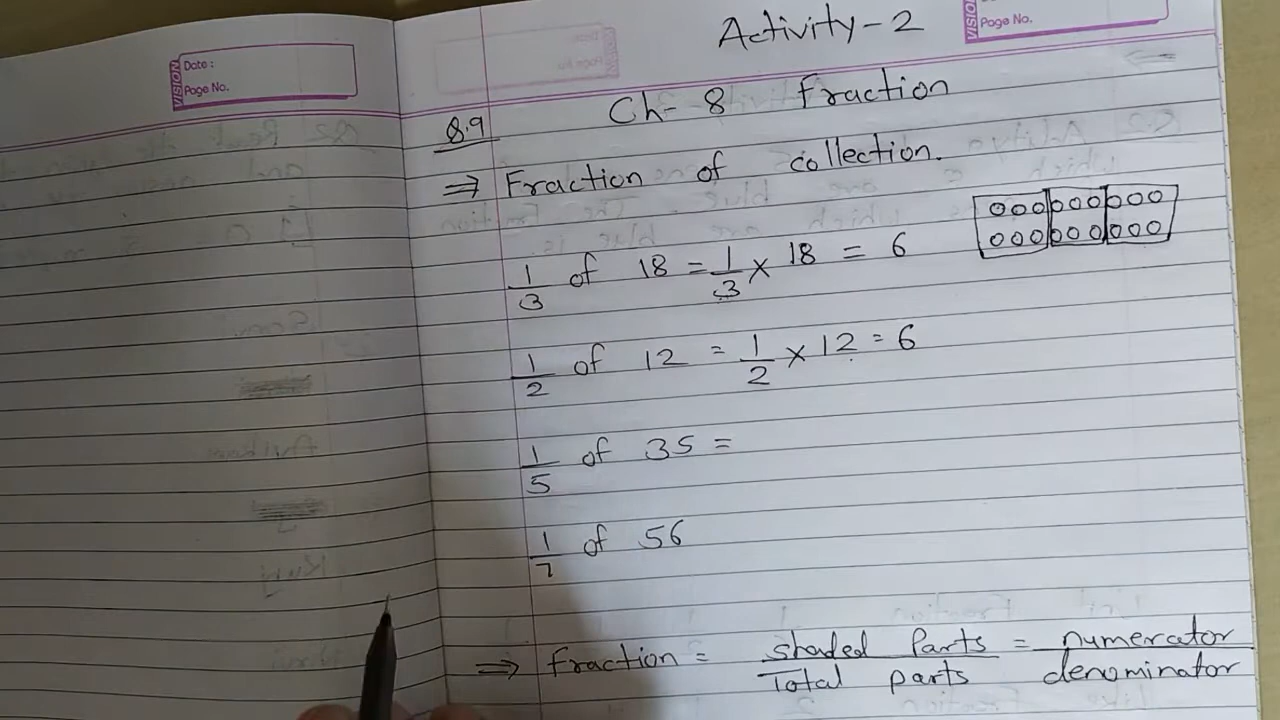 Activity-2
VISION
Date :
Page No.
VISION
Page No.
Ch- 8 Fraction
8.9
⇒ Fraction of collection.
1/3 of 18 = 1/3 × 18 = 6
1/2 of 12 = 1/2 × 12 = 6
1/5 of 35 =
1/7 of 56
⇒ Fraction = shaded Parts / Total parts = numerator / denominator